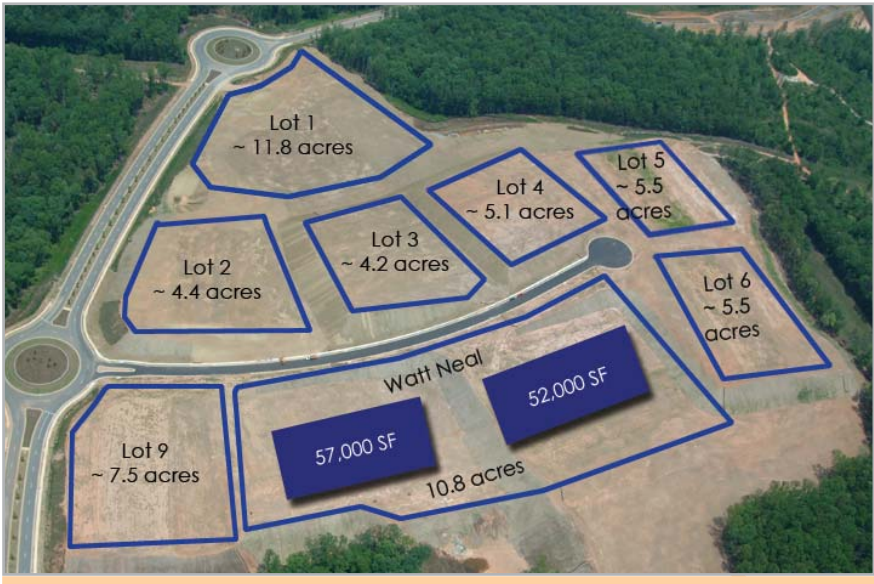 Lot 1
~ 11.8 acres
Lot 4
~ 5.1 acres
Lot 5
~ 5.5
acres
Lot 2
~ 4.4 acres
Lot 3
~ 4.2 acres
Lot 6
~ 5.5
acres
Watt Neal
52,000 SF
57,000 SF
10.8 acres
Lot 9
~ 7.5 acres